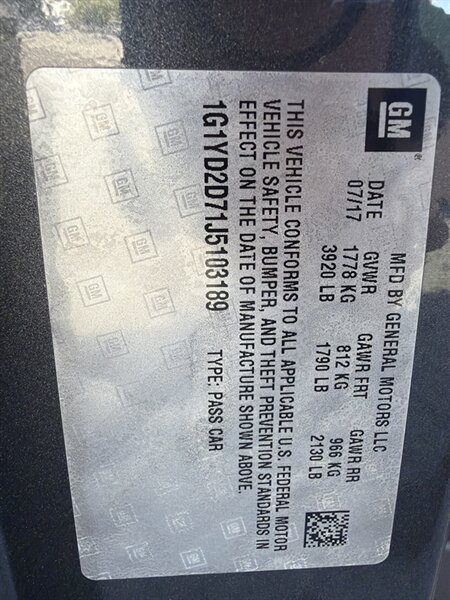 GM
MFD BY GENERAL MOTORS LLC
DATE GVWR GAWR FRT GAWR RR
07/17 1778 KG 812 KG 966 KG
3920 LB 1790 LB 2130 LB
THIS VEHICLE CONFORMS TO ALL APPLICABLE U.S. FEDERAL MOTOR
VEHICLE SAFETY, BUMPER, AND THEFT PREVENTION STANDARDS IN
EFFECT ON THE DATE OF MANUFACTURE SHOWN ABOVE.
1G1YD2D71J5103189 TYPE: PASS CAR